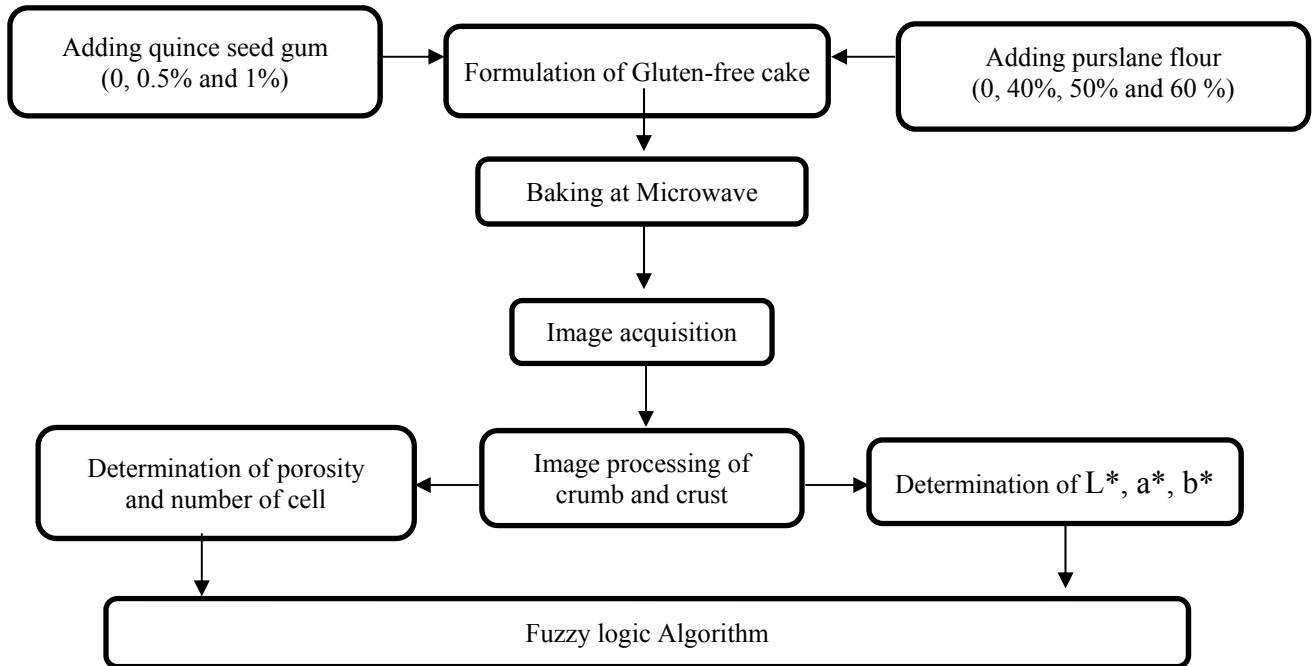 Adding quince seed gum
(0, 0.5% and 1%)
Formulation of Gluten-free cake
Adding purslane flour
(0, 40%, 50% and 60 %)
Baking at Microwave
Image acquisition
Determination of porosity
and number of cell
Image processing of
crumb and crust
Determination of L*, a*, b*
Fuzzy logic Algorithm